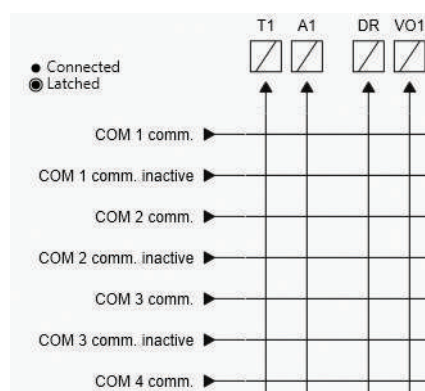 T1 A1 DR VO1
Connected
Latched
COM 1 comm.
COM 1 comm. inactive
COM 2 comm.
COM 2 comm. inactive
COM 3 comm.
COM 3 comm. inactive
COM 4 comm.